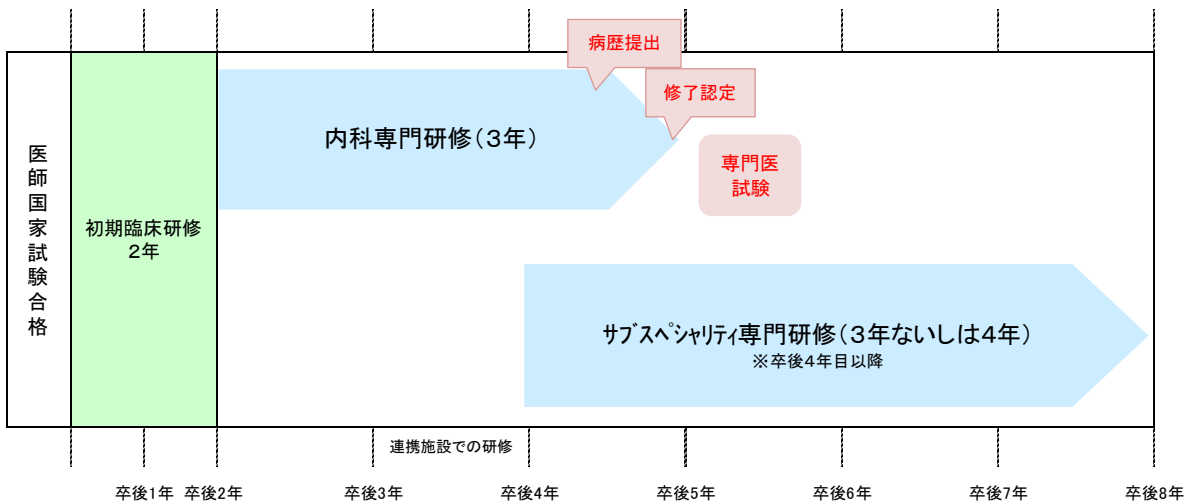 病歴提出
修了認定
内科専門研修(３年)
専門医
試験
医師国家試験合格
初期臨床研修
２年
ｻﾌﾞｽﾍﾟｼｬﾘﾃｨ専門研修(３年ないしは４年)
※卒後４年目以降
連携施設での研修
卒後１年 卒後２年 卒後３年 卒後４年 卒後５年 卒後６年 卒後７年 卒後８年